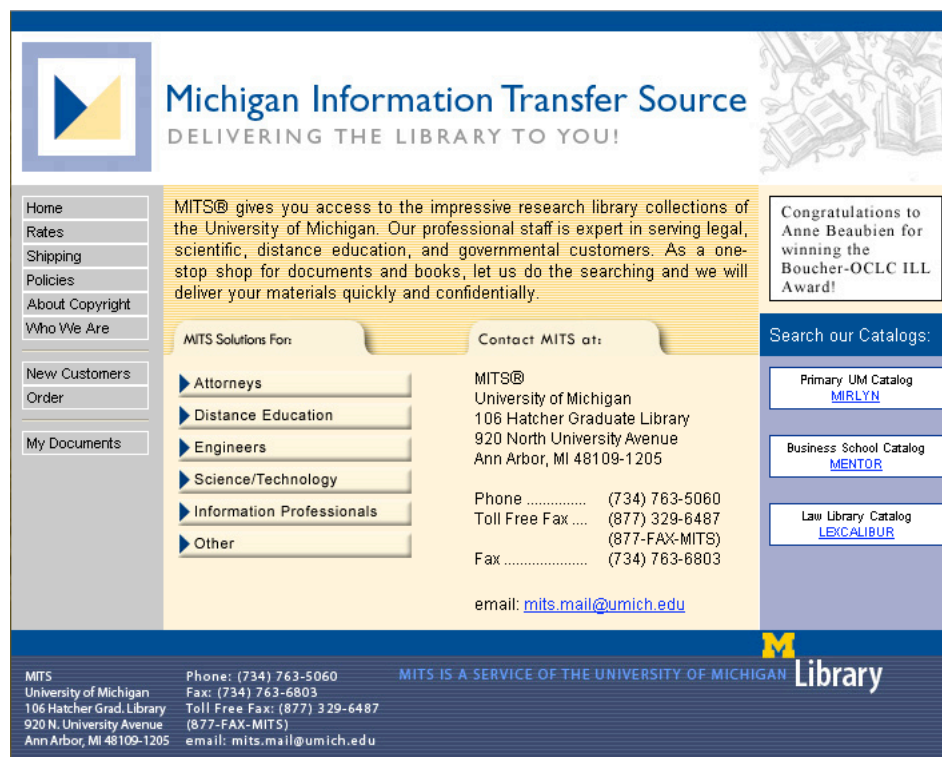 Michigan Information Transfer Source
DELIVERING THE LIBRARY TO YOU!
Home
Rates
Shipping
Policies
About Copyright
Who We Are
New Customers
Order
My Documents
MITS® gives you access to the impressive research library collections of
the University of Michigan. Our professional staff is expert in serving legal,
scientific, distance education, and governmental customers. As a one-
stop shop for documents and books, let us do the searching and we will
deliver your materials quickly and confidentially.
MITS Solutions For:
Attorneys
Distance Education
Engineers
Science/Technology
Information Professionals
Other
Contact MITS at:
MITS®
University of Michigan
106 Hatcher Graduate Library
920 North University Avenue
Ann Arbor, MI 48109-1205
Phone ............... (734) 763-5060
Toll Free Fax .... (877) 329-6487
(877-FAX-MITS)
Fax ..................... (734) 763-6803
email: mits.mail@umich.edu
Congratulations to
Anne Beaubien for
winning the
Boucher-OCLC ILL
Award!
Search our Catalogs:
Primary UM Catalog
MIRLYN
Business School Catalog
MENTOR
Law Library Catalog
LEXCALIBUR
MITS
University of Michigan
106 Hatcher Grad. Library
920 N. University Avenue
Ann Arbor, MI 48109-1205
Phone: (734) 763-5060
Fax: (734) 763-6803
Toll Free Fax: (877) 329-6487
(877-FAX-MITS)
email: mits.mail@umich.edu
MITS IS A SERVICE OF THE UNIVERSITY OF MICHIGAN
M
Library